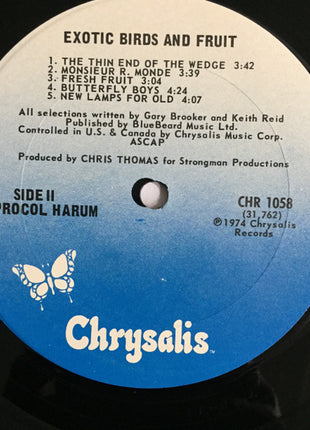 EXOTIC BIRDS AND FRUIT
1. THE THIN END OF THE WEDGE 3:42
2. MONSIEUR R. MONDE 3:39
3. FRESH FRUIT 3:04
4. BUTTERFLY BOYS 4:24
5. NEW LAMPS FOR OLD 4:07
All selections written by Gary Brooker and Keith Reid
Published by BlueBeard Music Ltd.
Controlled in U.S. & Canada by Chrysalis Music Corp.
ASCAP
Produced by CHRIS THOMAS for Strongman Productions
SIDE II
PROCOL HARUM
CHR 1058
(31,762)
℗1974 Chrysalis
Records
Chrysalis™